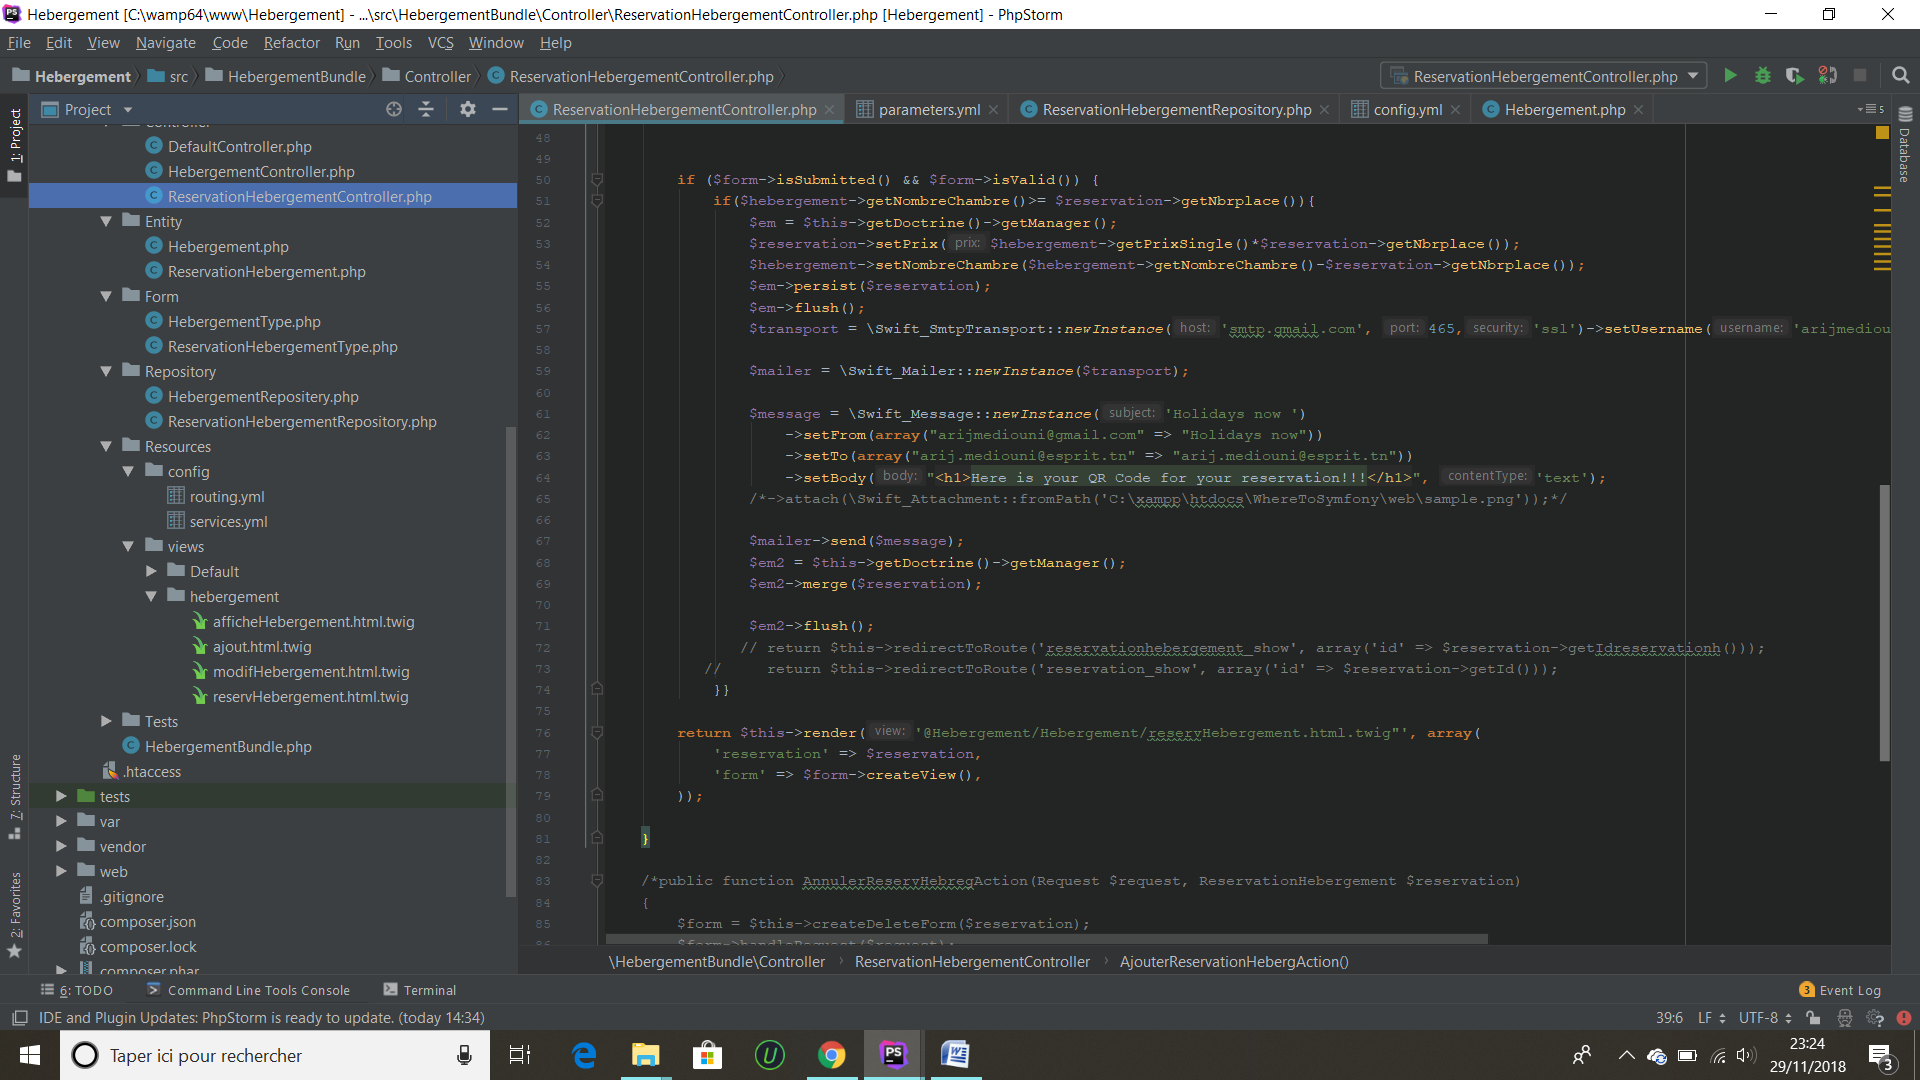 Hebergement [C:\wamp64\www\Hebergement] - ...\src\HebergementBundle\Controller\ReservationHebergementController.php [Hebergement] - PhpStorm
File Edit View Navigate Code Refactor Run Tools VCS Window Help
Hebergement src HebergementBundle Controller ReservationHebergementController.php
ReservationHebergementController.php
Project
ReservationHebergementController.php parameters.yml ReservationHebergementRepository.php config.yml Hebergement.php 5
1: Project
7: Structure
2: Favorites
Database
Controller
DefaultController.php
HebergementController.php
ReservationHebergementController.php
Entity
Hebergement.php
ReservationHebergement.php
Form
HebergementType.php
ReservationHebergementType.php
Repository
HebergementRepository.php
ReservationHebergementRepository.php
Resources
config
routing.yml
services.yml
views
Default
hebergement
afficheHebergement.html.twig
ajout.html.twig
modifHebergement.html.twig
reservHebergement.html.twig
Tests
HebergementBundle.php
.htaccess
tests
var
vendor
web
.gitignore
composer.json
composer.lock
composer.phar
48
49
50 if ($form->isSubmitted() && $form->isValid()) {
51 if($hebergement->getNombreChambre()>= $reservation->getNbrplace()){
52 $em = $this->getDoctrine()->getManager();
53 $reservation->setPrix( prix: $hebergement->getPrixSingle()*$reservation->getNbrplace());
54 $hebergement->setNombreChambre($hebergement->getNombreChambre()-$reservation->getNbrplace());
55 $em->persist($reservation);
56 $em->flush();
57 $transport = \Swift_SmtpTransport::newInstance( host: 'smtp.gmail.com', port: 465, security: 'ssl')->setUsername( username: 'arijmediou
58
59 $mailer = \Swift_Mailer::newInstance($transport);
60
61 $message = \Swift_Message::newInstance( subject: 'Holidays now ')
62 ->setFrom(array("arijmediouni@gmail.com" => "Holidays now"))
63 ->setTo(array("arij.mediouni@esprit.tn" => "arij.mediouni@esprit.tn"))
64 ->setBody( body: "<h1>Here is your QR Code for your reservation!!!</h1>", contentType: 'text');
65 /*->attach(\Swift_Attachment::fromPath('C:\xampp\htdocs\WhereToSymfony\web\sample.png'));*/
66
67 $mailer->send($message);
68 $em2 = $this->getDoctrine()->getManager();
69 $em2->merge($reservation);
70
71 $em2->flush();
72 // return $this->redirectToRoute('reservationhebergement_show', array('id' => $reservation->getIdreservationh()));
73 // return $this->redirectToRoute('reservation_show', array('id' => $reservation->getId()));
74 }}
75
76 return $this->render( view: '@Hebergement/Hebergement/reservHebergement.html.twig"', array(
77 'reservation' => $reservation,
78 'form' => $form->createView(),
79 ));
80
81 }
82
83 /*public function AnnulerReservHebregAction(Request $request, ReservationHebergement $reservation)
84 {
85 $form = $this->createDeleteForm($reservation);
86 $form->handleRequest($request);
\HebergementBundle\Controller ReservationHebergementController AjouterReservationHebergAction()
6: TODO Command Line Tools Console Terminal 3 Event Log
IDE and Plugin Updates: PhpStorm is ready to update. (today 14:34) 39:6 LF UTF-8
Taper ici pour rechercher
23:24
29/11/2018
3